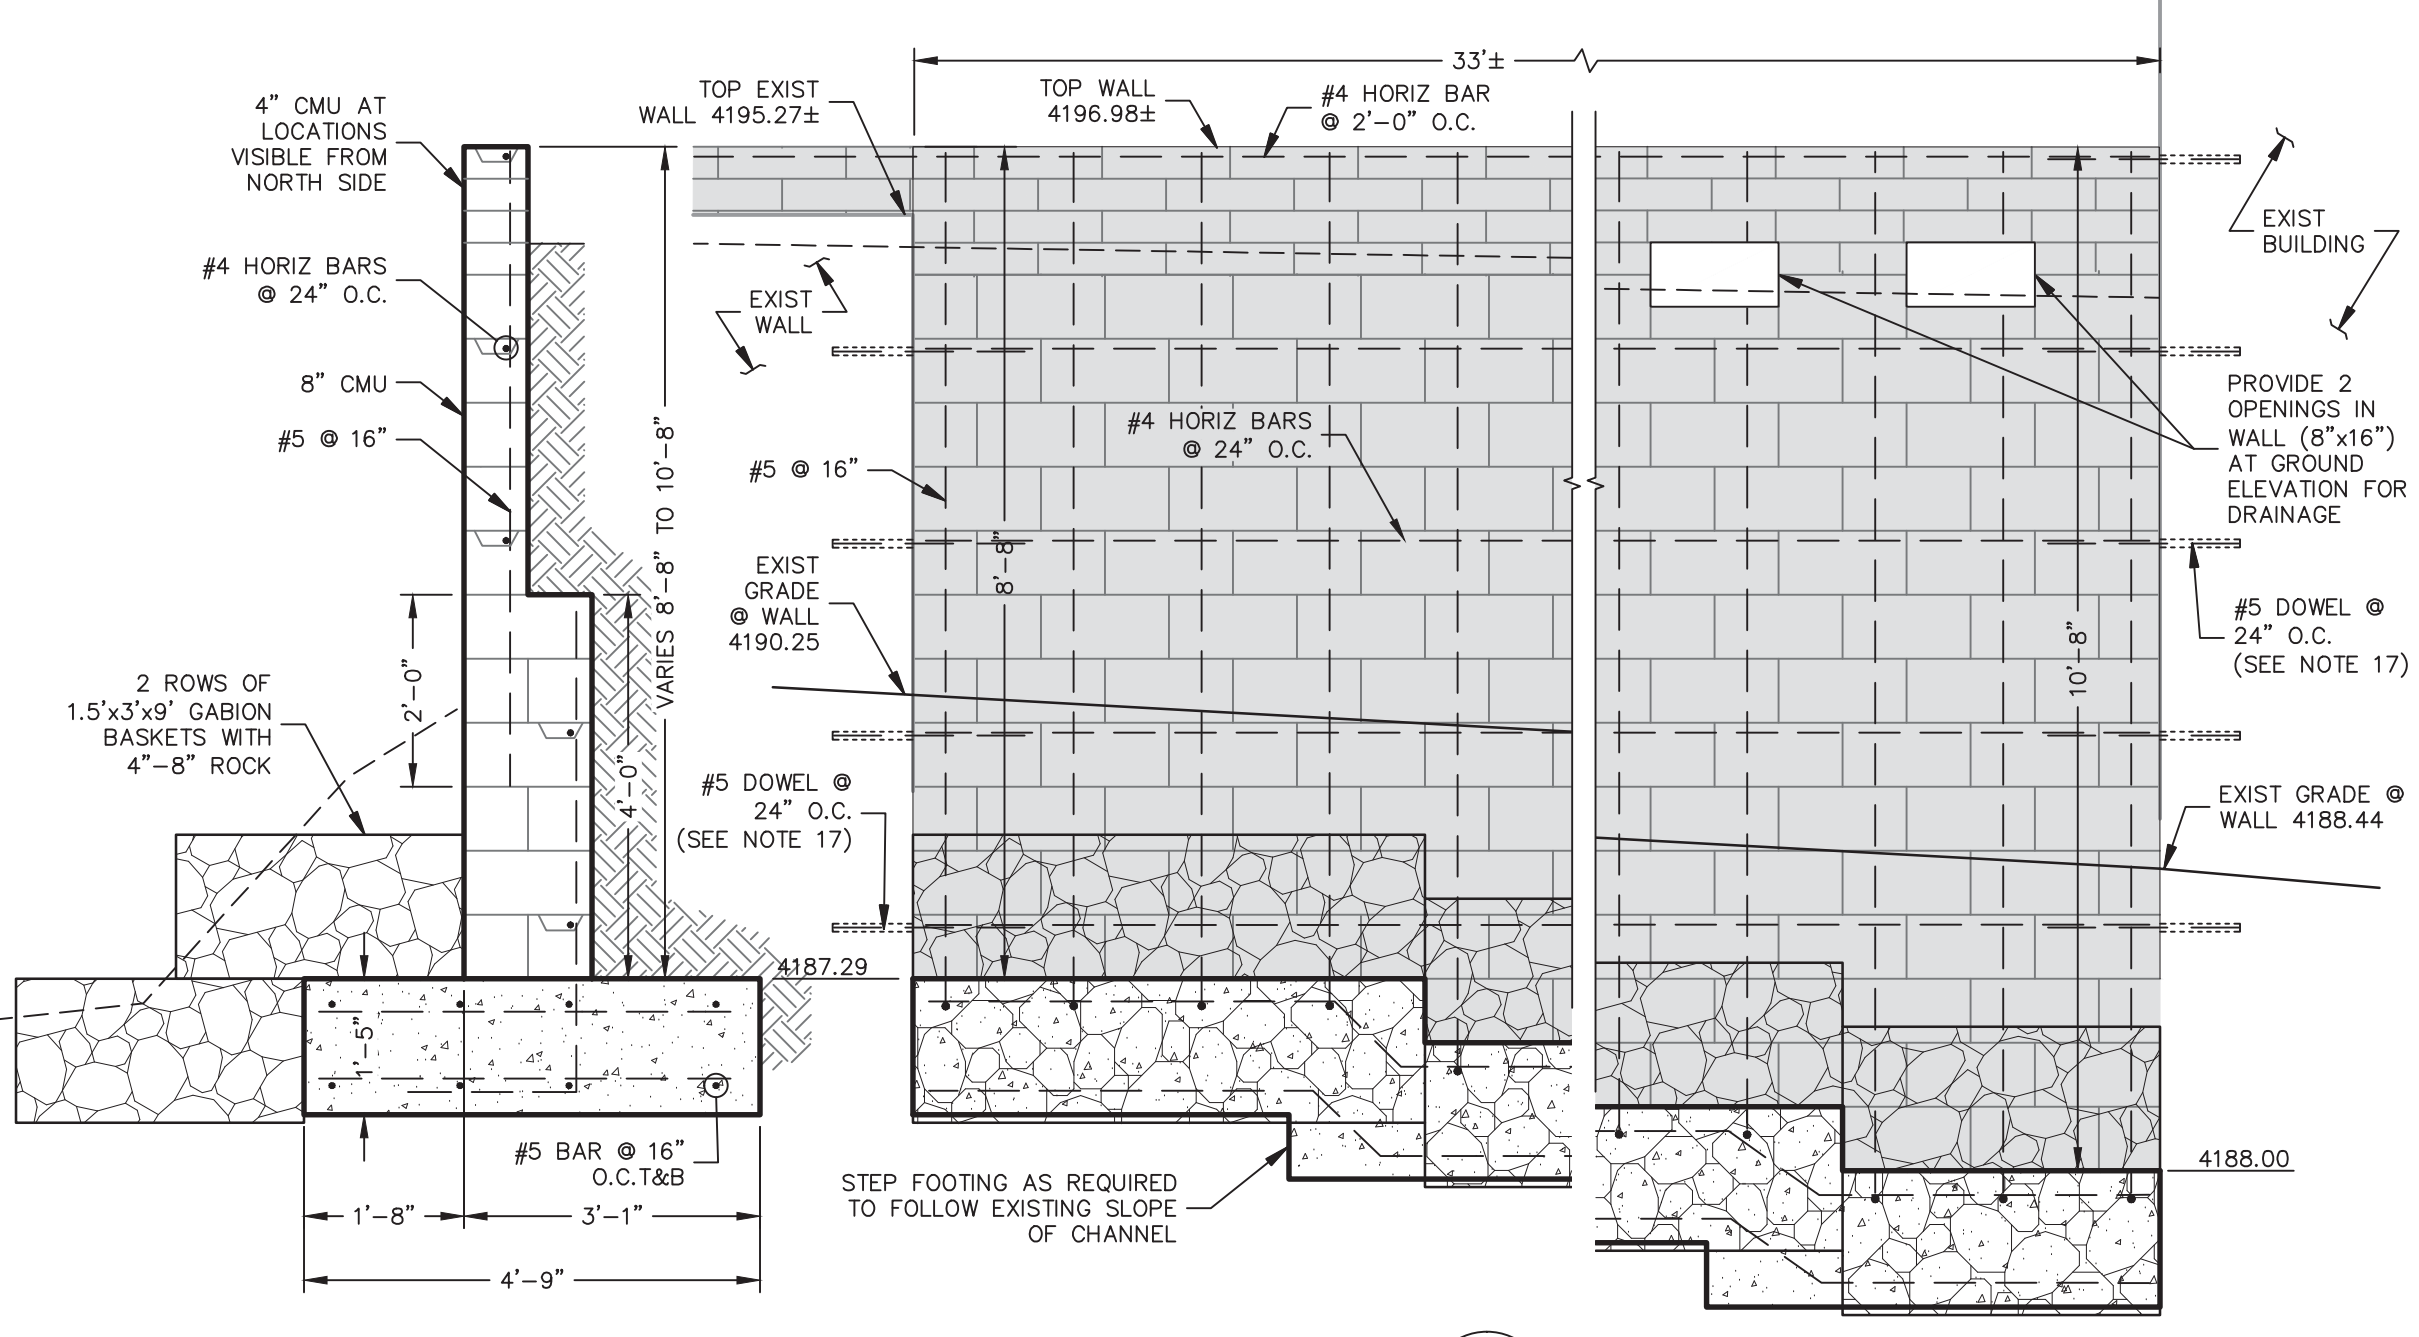 33'±
TOP EXIST
WALL 4195.27±
TOP WALL
4196.98±
#4 HORIZ BAR
@ 2'-0" O.C.
4" CMU AT
LOCATIONS
VISIBLE FROM
NORTH SIDE
#4 HORIZ BARS
@ 24" O.C.
8" CMU
#5 @ 16"
2'-0"
2 ROWS OF
1.5'x3'x9' GABION
BASKETS WITH
4"-8" ROCK
4'-0"
VARIES 8'-8" TO 10'-8"
1'-5"
#5 BAR @ 16"
O.C.T&B
1'-8"
3'-1"
4'-9"
EXIST
WALL
#5 @ 16"
EXIST
GRADE
@ WALL
4190.25
#5 DOWEL @
24" O.C.
(SEE NOTE 17)
4187.29
8'-8"
#4 HORIZ BARS
@ 24" O.C.
STEP FOOTING AS REQUIRED
TO FOLLOW EXISTING SLOPE
OF CHANNEL
10'-8"
EXIST
BUILDING
PROVIDE 2
OPENINGS IN
WALL (8"x16")
AT GROUND
ELEVATION FOR
DRAINAGE
#5 DOWEL @
24" O.C.
(SEE NOTE 17)
EXIST GRADE @
WALL 4188.44
4188.00